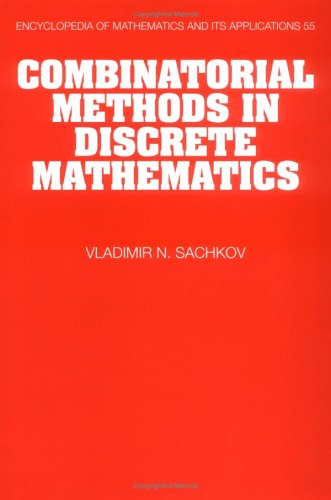 ENCYCLOPEDIA OF MATHEMATICS AND ITS APPLICATIONS 55
COMBINATORIAL
METHODS IN
DISCRETE
MATHEMATICS
VLADIMIR N. SACHKOV